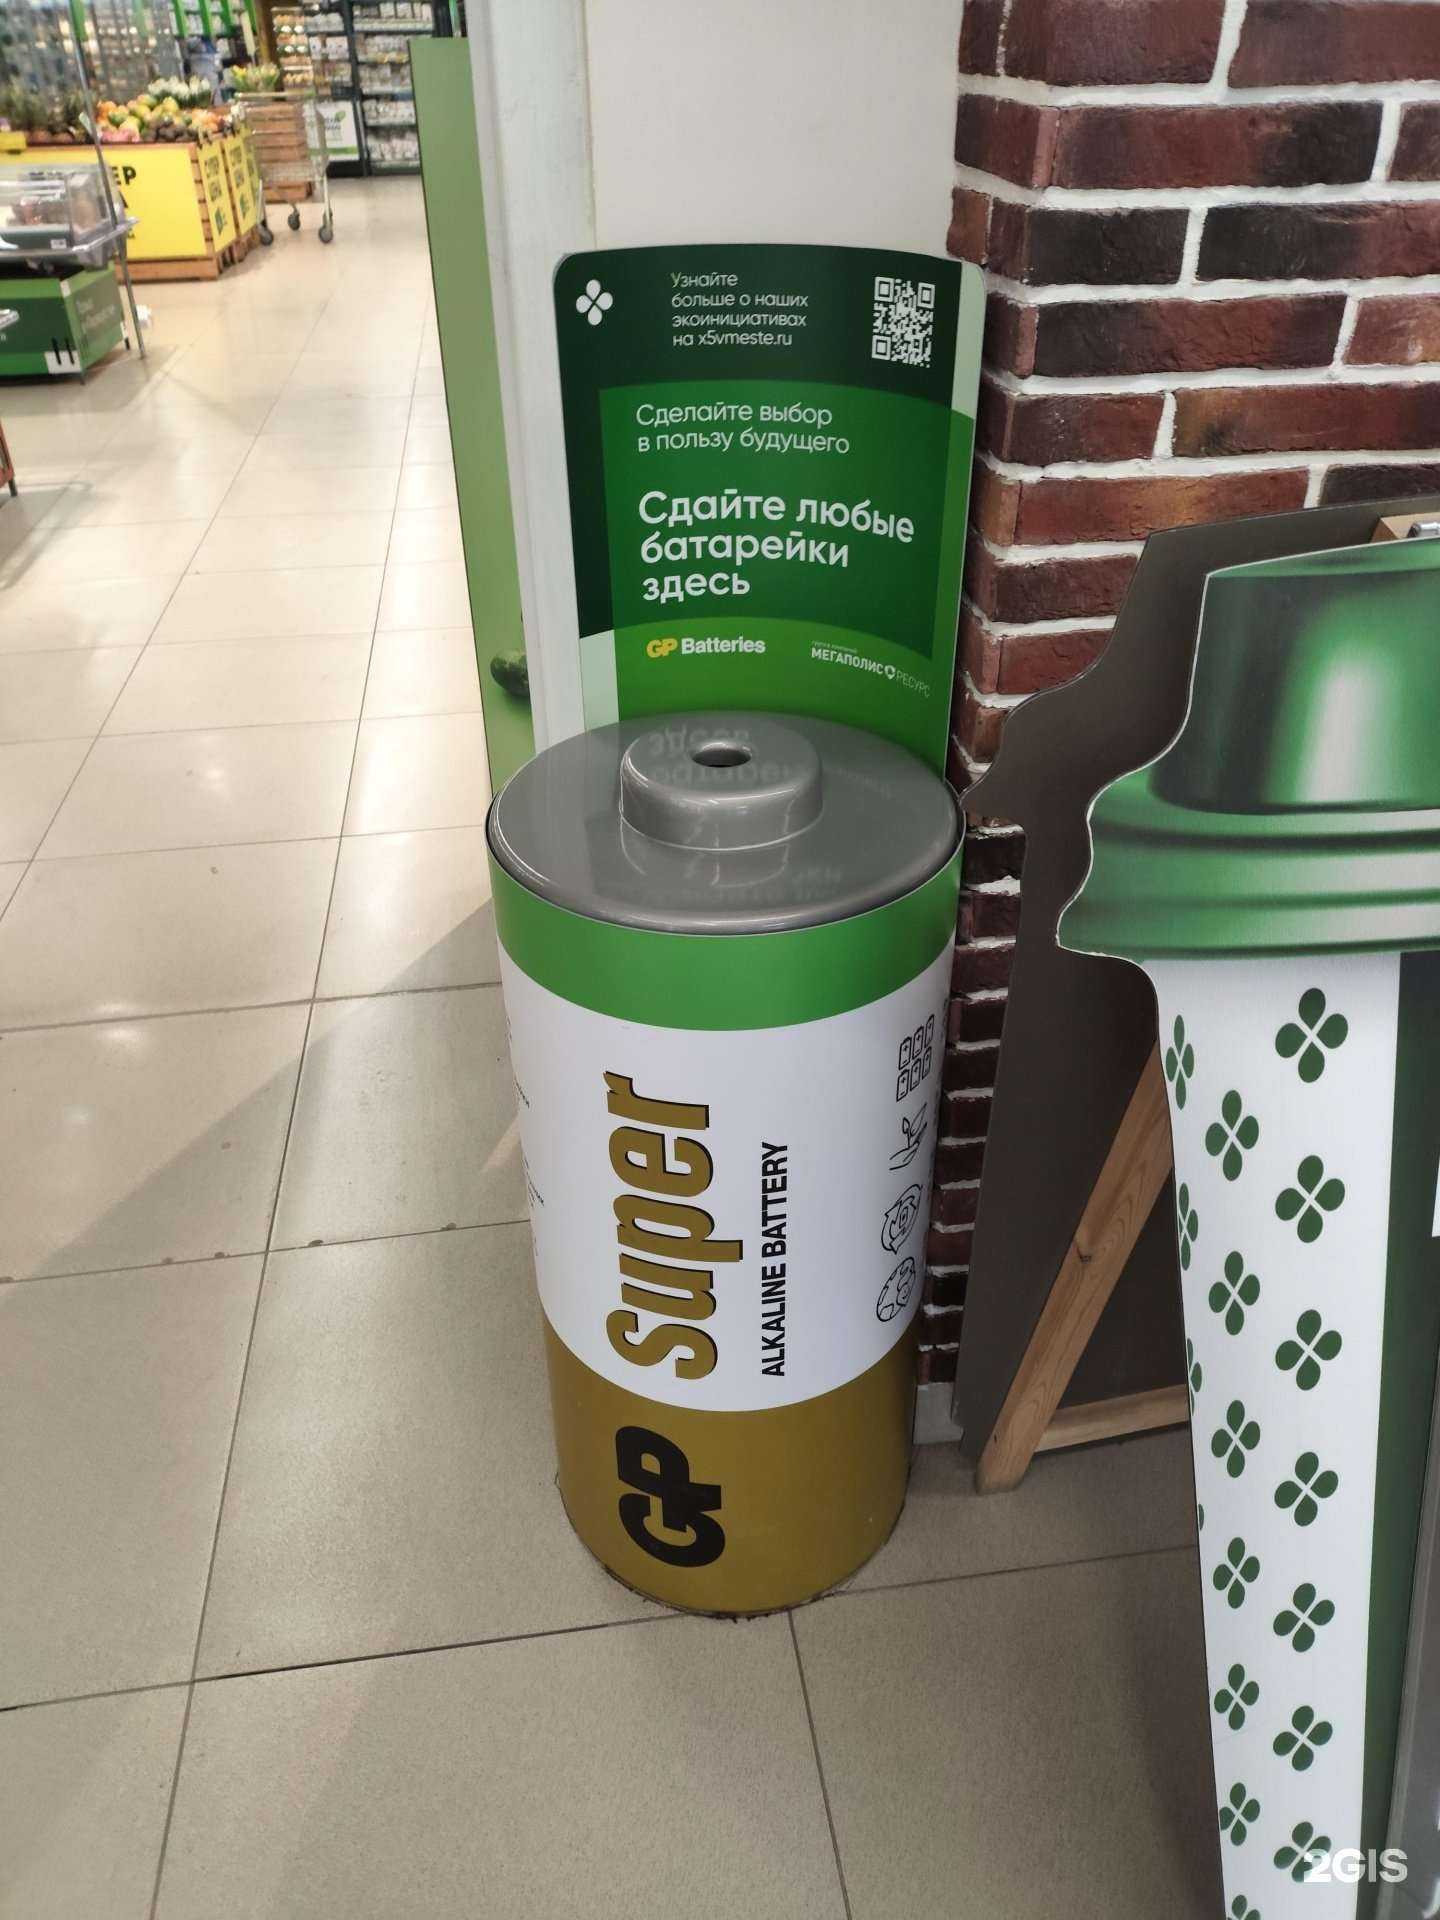 Узнайте
больше о наших
экоинициативах
на x5vmeste.ru
Сделайте выбор
в пользу будущего
Сдайте любые
батарейки
здесь
GP Batteries
МЕГАПОЛИС РЕСУРС
Super
ALKALINE BATTERY
GP
2GIS